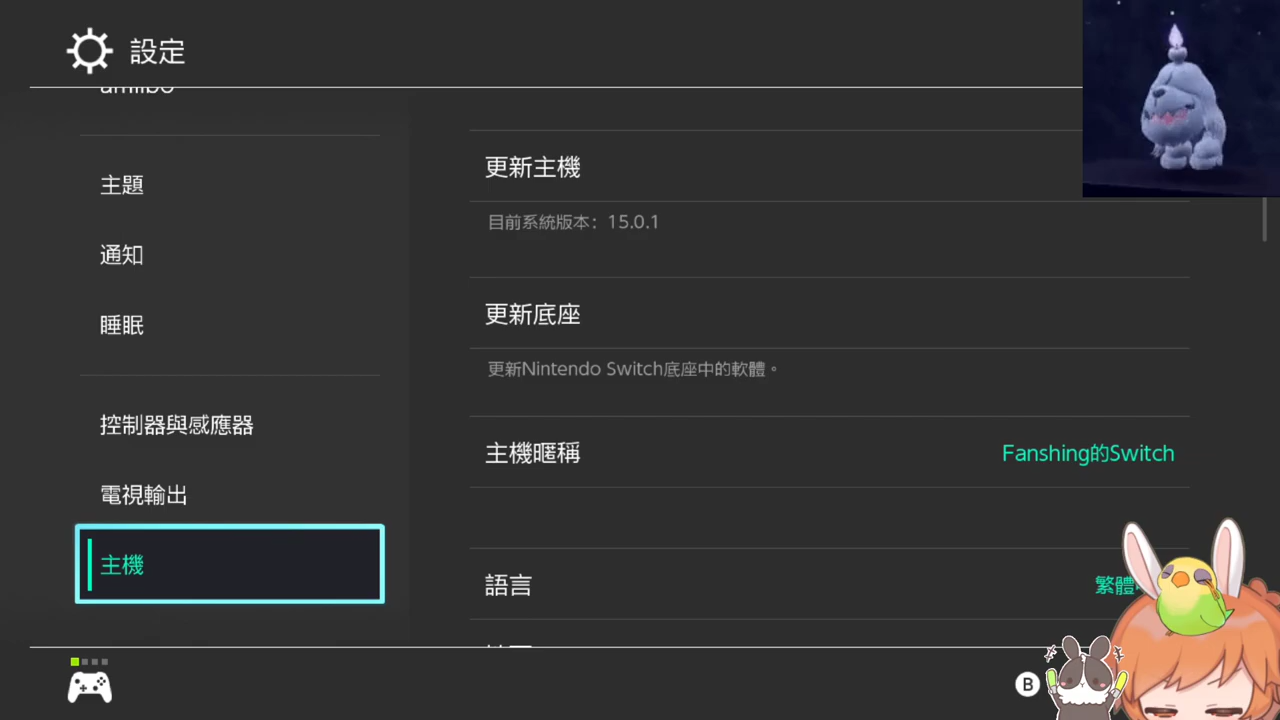 設定
amiibo
主題
通知
睡眠
控制器與感應器
電視輸出
主機
更新主機
目前系統版本：15.0.1
更新底座
更新Nintendo Switch底座中的軟體。
主機暱稱
Fanshing的Switch
語言
繁體
B